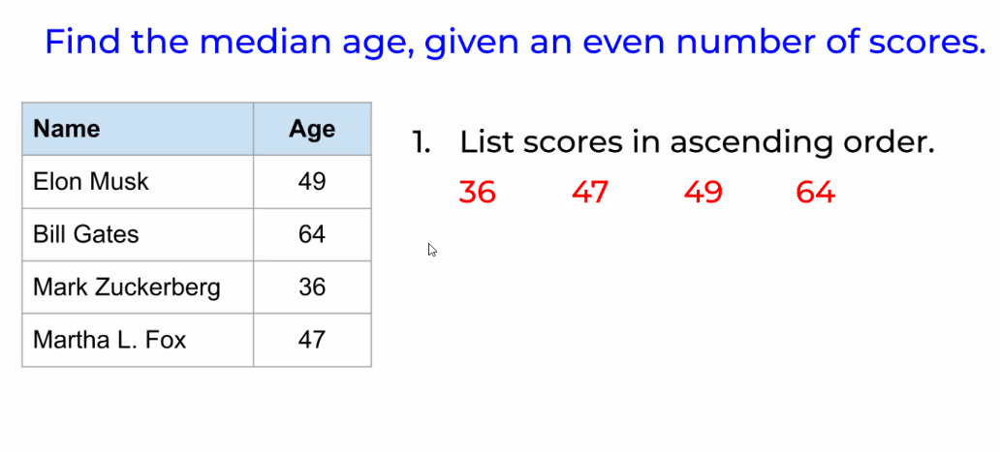 Find the median age, given an even number of scores.
Name Age
Elon Musk 49
Bill Gates 64
Mark Zuckerberg 36
Martha L. Fox 47
1. List scores in ascending order.
36 47 49 64